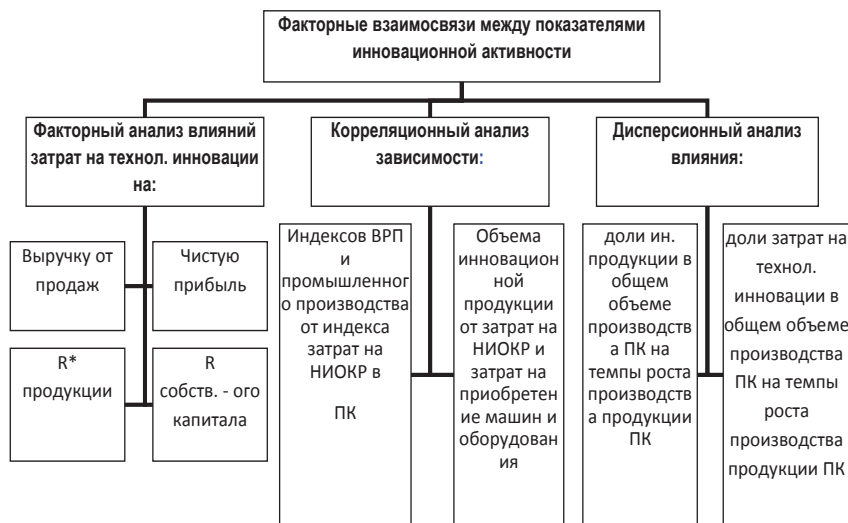 Факторные взаимосвязи между показателями
инновационной активности
Факторный анализ влияний
затрат на технол. инновации
на:
Корреляционный анализ
зависимости:
Дисперсионный анализ
влияния:
Выручку от
продаж
Чистую
прибыль
R*
продукции
R
собств. - ого
капитала
Индексов ВРП
и
промышленног
о производства
от индекса
затрат на
НИОКР в
ПК
Объема
инновацион
ной
продукции
от затрат на
НИОКР и
затрат на
приобретен
ие машин и
оборудован
ия
доли ин.
продукции в
общем
объеме
производств
а ПК на
темпы роста
производств
а продукции
ПК
доли затрат на
технол.
инновации в
общем объеме
производства
ПК на темпы
роста
производства
продукции ПК